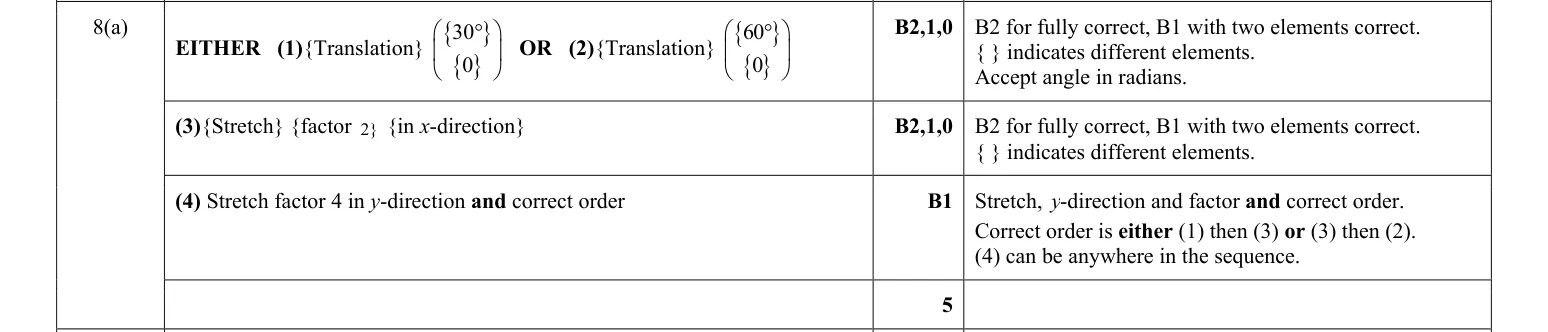 8(a)
EITHER (1){Translation} ({30°} {0}) OR (2){Translation} ({60°} {0})
B2,1,0
B2 for fully correct, B1 with two elements correct.
{ } indicates different elements.
Accept angle in radians.
(3){Stretch} {factor 2} {in x-direction}
B2,1,0
B2 for fully correct, B1 with two elements correct.
{ } indicates different elements.
(4) Stretch factor 4 in y-direction and correct order
B1
Stretch, y-direction and factor and correct order.
Correct order is either (1) then (3) or (3) then (2).
(4) can be anywhere in the sequence.
5